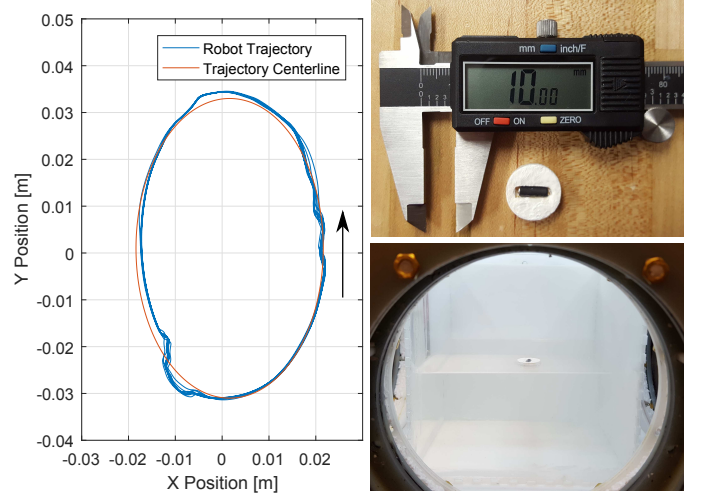 0.05
0.04
0.03
0.02
0.01
0
-0.01
-0.02
-0.03
-0.04
Y Position [m]
-0.03 -0.02 -0.01 0 0.01 0.02
X Position [m]
Robot Trajectory
Trajectory Centerline
mm inch/F
10.00 mm
OFF ON ZERO
80